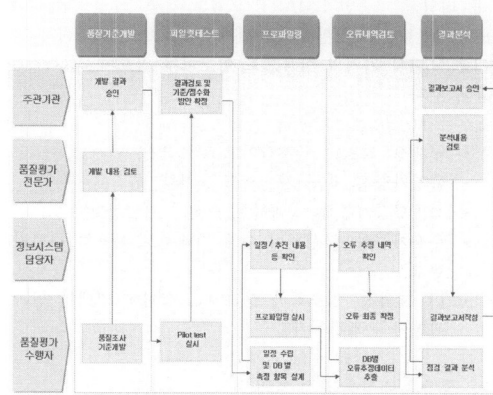 품질기준개발
파일럿테스트
프로파일링
오류내역검토
결과분석
주관기관
개발 결과
승인
결과검토 및
기준/점수화
방안 확정
결과보고서 승인
품질평가
전문가
개발 내용 검토
분석내용
검토
정보시스템
담당자
일정/추진 내용
등 확인
오류 추정 내역
확인
품질평가
수행자
품질조사
기준개발
Pilot test
실시
프로파일링 실시
일정 수립
및 DB 별
측정 항목 설계
오류 최종 확정
DB별
오류추정데이터
추출
결과보고서작성
점검 결과 분석